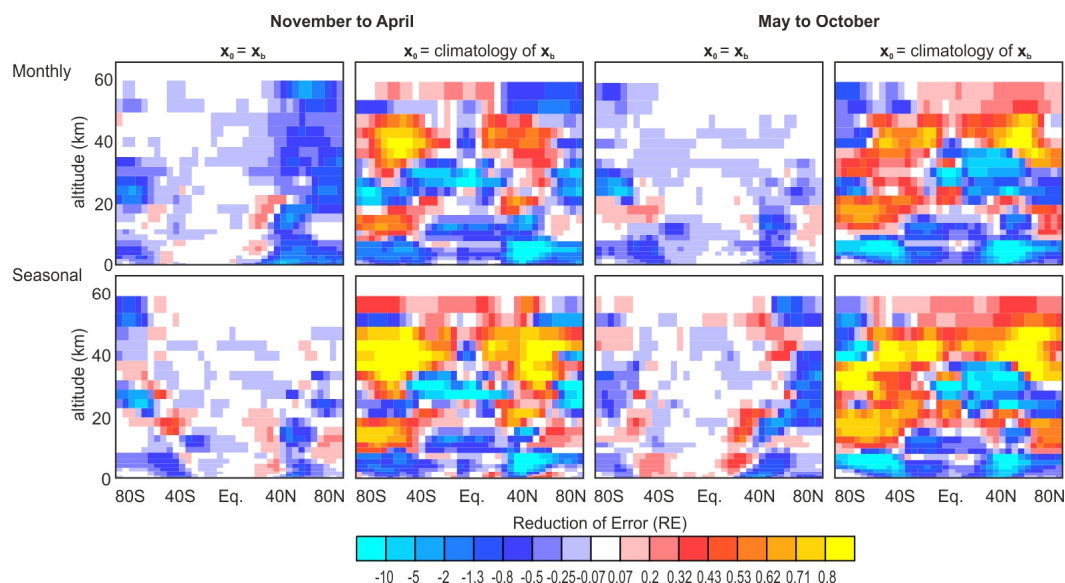 November to April May to October
x₀ = x_b x₀ = climatology of x_b x₀ = x_b x₀ = climatology of x_b
Monthly
60
40
20
0
altitude (km)
Seasonal
60
40
20
0
altitude (km)
80S 40S Eq. 40N 80N 80S 40S Eq. 40N 80N 80S 40S Eq. 40N 80N 80S 40S Eq. 40N 80N
Reduction of Error (RE)
-10 -5 -2 -1.3 -0.8 -0.5 -0.25 -0.07 0.07 0.2 0.32 0.43 0.53 0.62 0.71 0.8